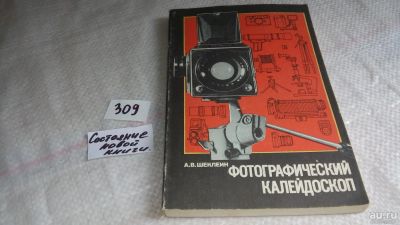 309
Состояние
новой
книги.
А.В. ШЕКЛЕИН
ФОТОГРАФИЧЕСКИЙ
КАЛЕЙДОСКОП
au.ru